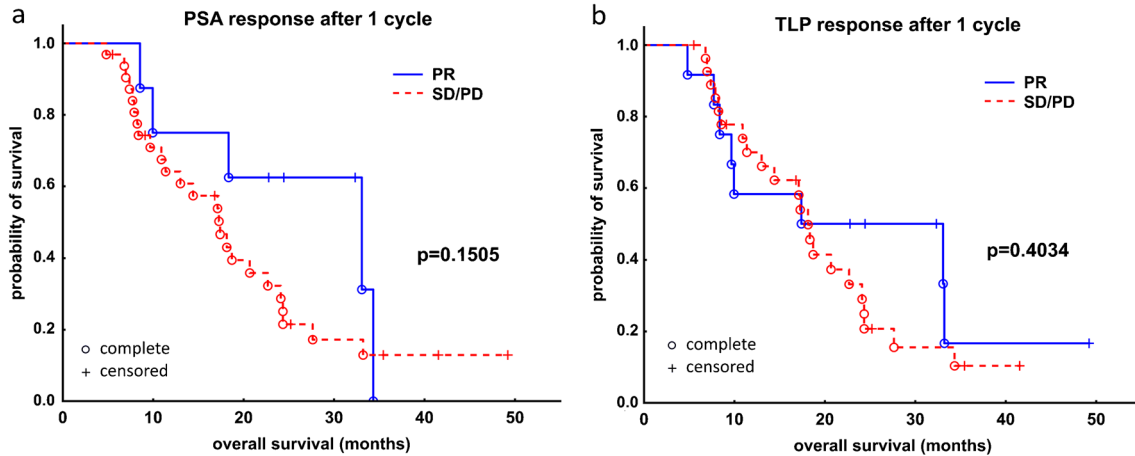 a
PSA response after 1 cycle
1.0
0.8
0.6
0.4
0.2
0.0
probability of survival
PR
SD/PD
p=0.1505
complete
censored
0 10 20 30 40 50
overall survival (months)
b
TLP response after 1 cycle
1.0
0.8
0.6
0.4
0.2
0.0
probability of survival
PR
SD/PD
p=0.4034
complete
censored
0 10 20 30 40 50
overall survival (months)